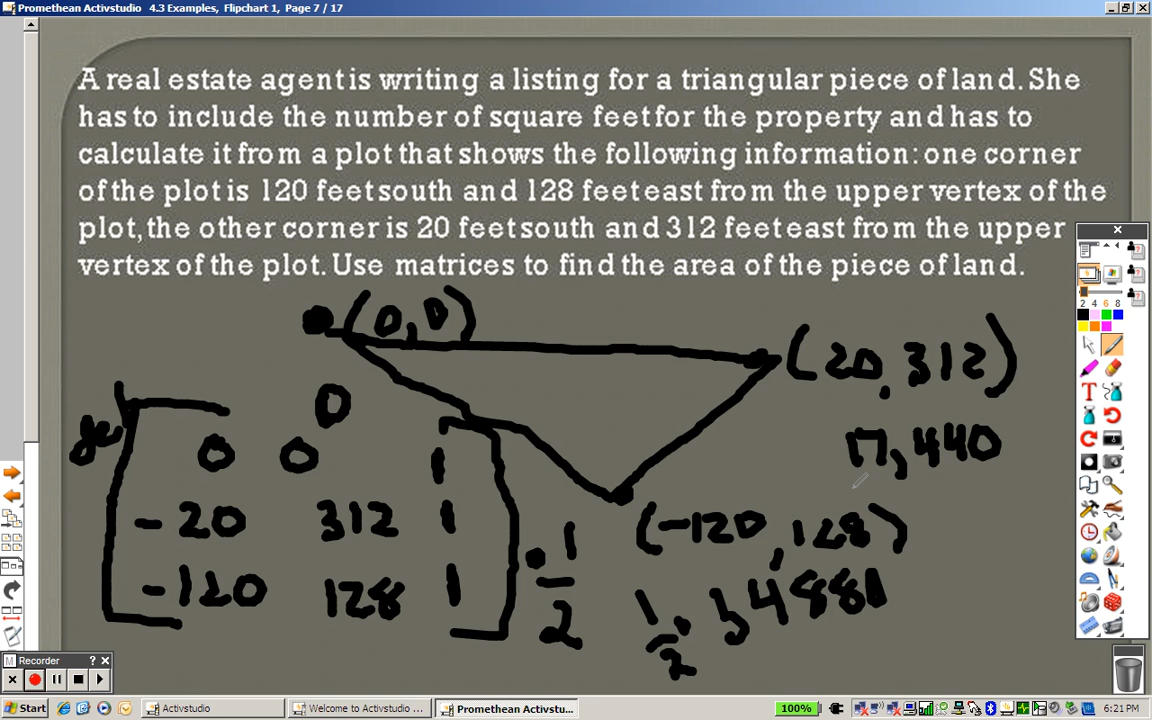 Promethean Activstudio 4.3 Examples, Flipchart 1, Page 7 / 17
A real estate agent is writing a listing for a triangular piece of land. She
has to include the number of square feet for the property and has to
calculate it from a plot that shows the following information: one corner
of the plot is 120 feet south and 128 feet east from the upper vertex of the
plot, the other corner is 20 feet south and 312 feet east from the upper
vertex of the plot. Use matrices to find the area of the piece of land.
(0,0)
(20,312)
0
17,440
0 0 1
-20 312 1
(-120,128)
-120 128 1
· 1/2
1/2 ·
2 4 6 8
Recorder ?
Start
Activstudio
Welcome to Activstudio ...
Promethean Activstu...
100%
6:21 PM